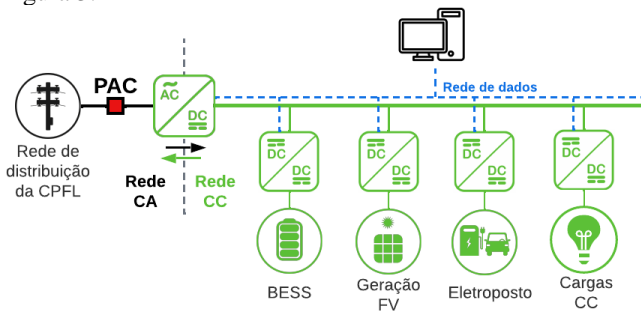 PAC
AC
DC
Rede de dados
DC
DC
DC
DC
DC
DC
DC
DC
Rede de
distribuição
da CPFL
Rede
CA
Rede
CC
BESS
Geração
FV
Eletroposto
Cargas
CC